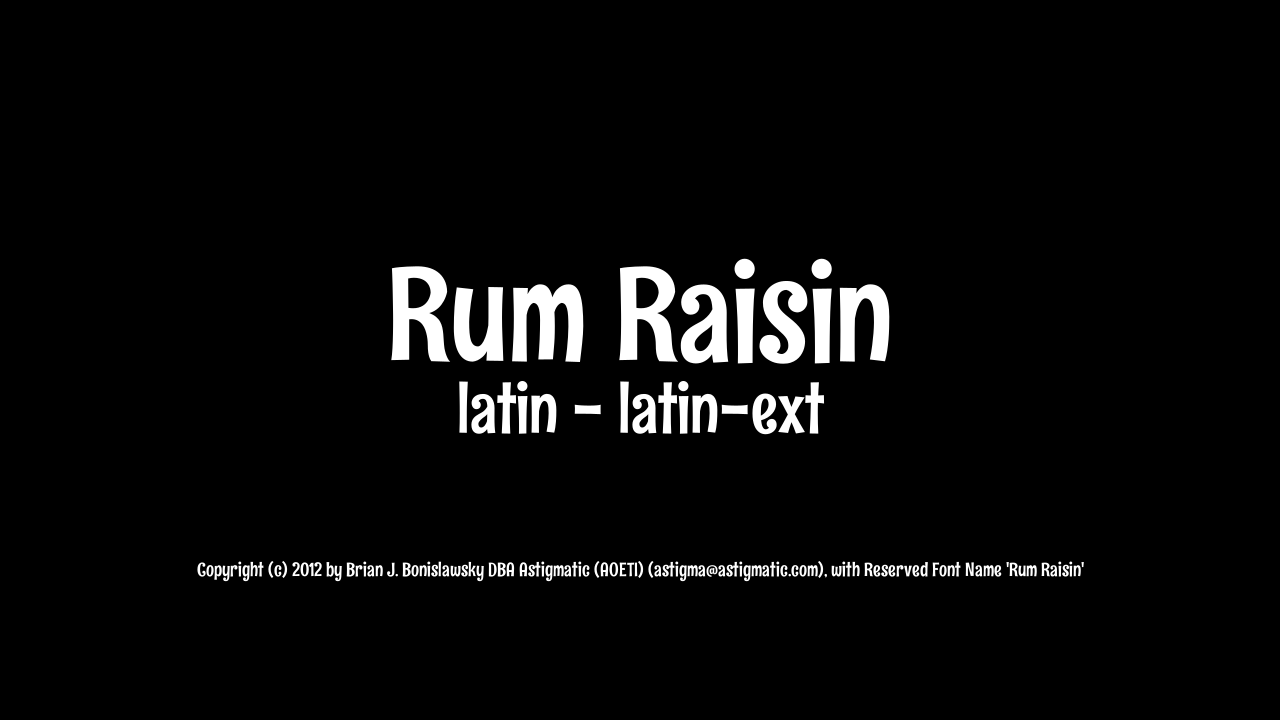 Rum Raisin
latin - latin-ext
Copyright (c) 2012 by Brian J. Bonislawsky DBA Astigmatic (AOETI) (astigma@astigmatic.com), with Reserved Font Name 'Rum Raisin'